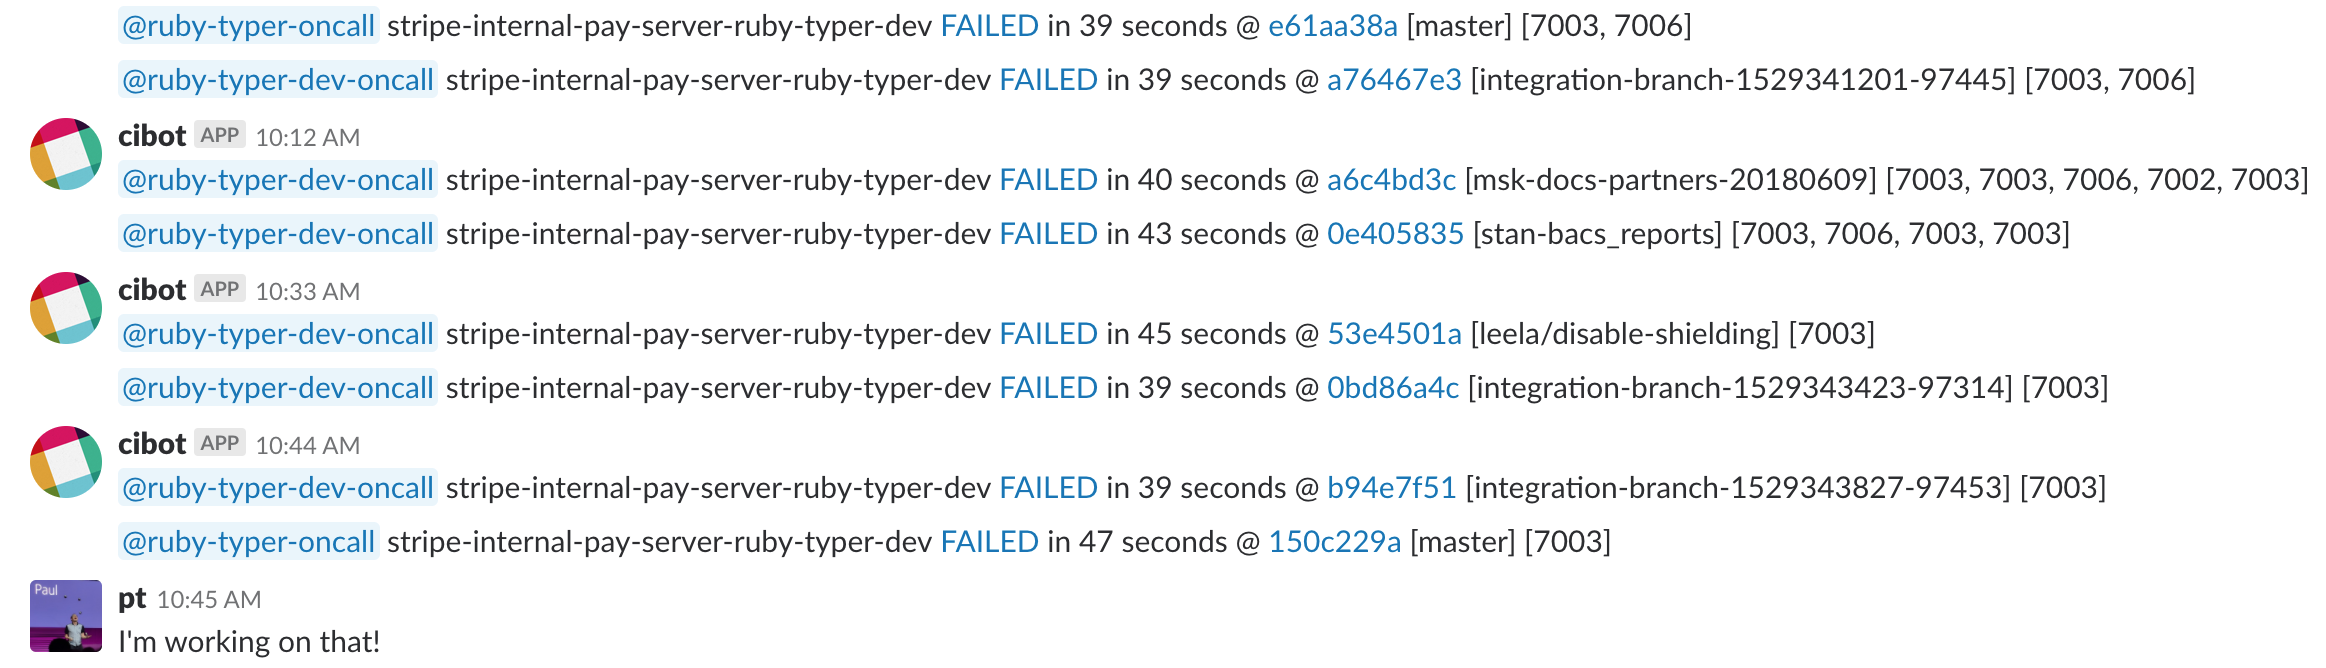 @ruby-typer-oncall stripe-internal-pay-server-ruby-typer-dev FAILED in 39 seconds @ e61aa38a [master] [7003, 7006]
@ruby-typer-dev-oncall stripe-internal-pay-server-ruby-typer-dev FAILED in 39 seconds @ a76467e3 [integration-branch-1529341201-97445] [7003, 7006]
cibot APP 10:12 AM
@ruby-typer-dev-oncall stripe-internal-pay-server-ruby-typer-dev FAILED in 40 seconds @ a6c4bd3c [msk-docs-partners-20180609] [7003, 7003, 7006, 7002, 7003]
@ruby-typer-dev-oncall stripe-internal-pay-server-ruby-typer-dev FAILED in 43 seconds @ 0e405835 [stan-bacs_reports] [7003, 7006, 7003, 7003]
cibot APP 10:33 AM
@ruby-typer-dev-oncall stripe-internal-pay-server-ruby-typer-dev FAILED in 45 seconds @ 53e4501a [leela/disable-shielding] [7003]
@ruby-typer-dev-oncall stripe-internal-pay-server-ruby-typer-dev FAILED in 39 seconds @ 0bd86a4c [integration-branch-1529343423-97314] [7003]
cibot APP 10:44 AM
@ruby-typer-dev-oncall stripe-internal-pay-server-ruby-typer-dev FAILED in 39 seconds @ b94e7f51 [integration-branch-1529343827-97453] [7003]
@ruby-typer-oncall stripe-internal-pay-server-ruby-typer-dev FAILED in 47 seconds @ 150c229a [master] [7003]
Paul
pt 10:45 AM
I'm working on that!